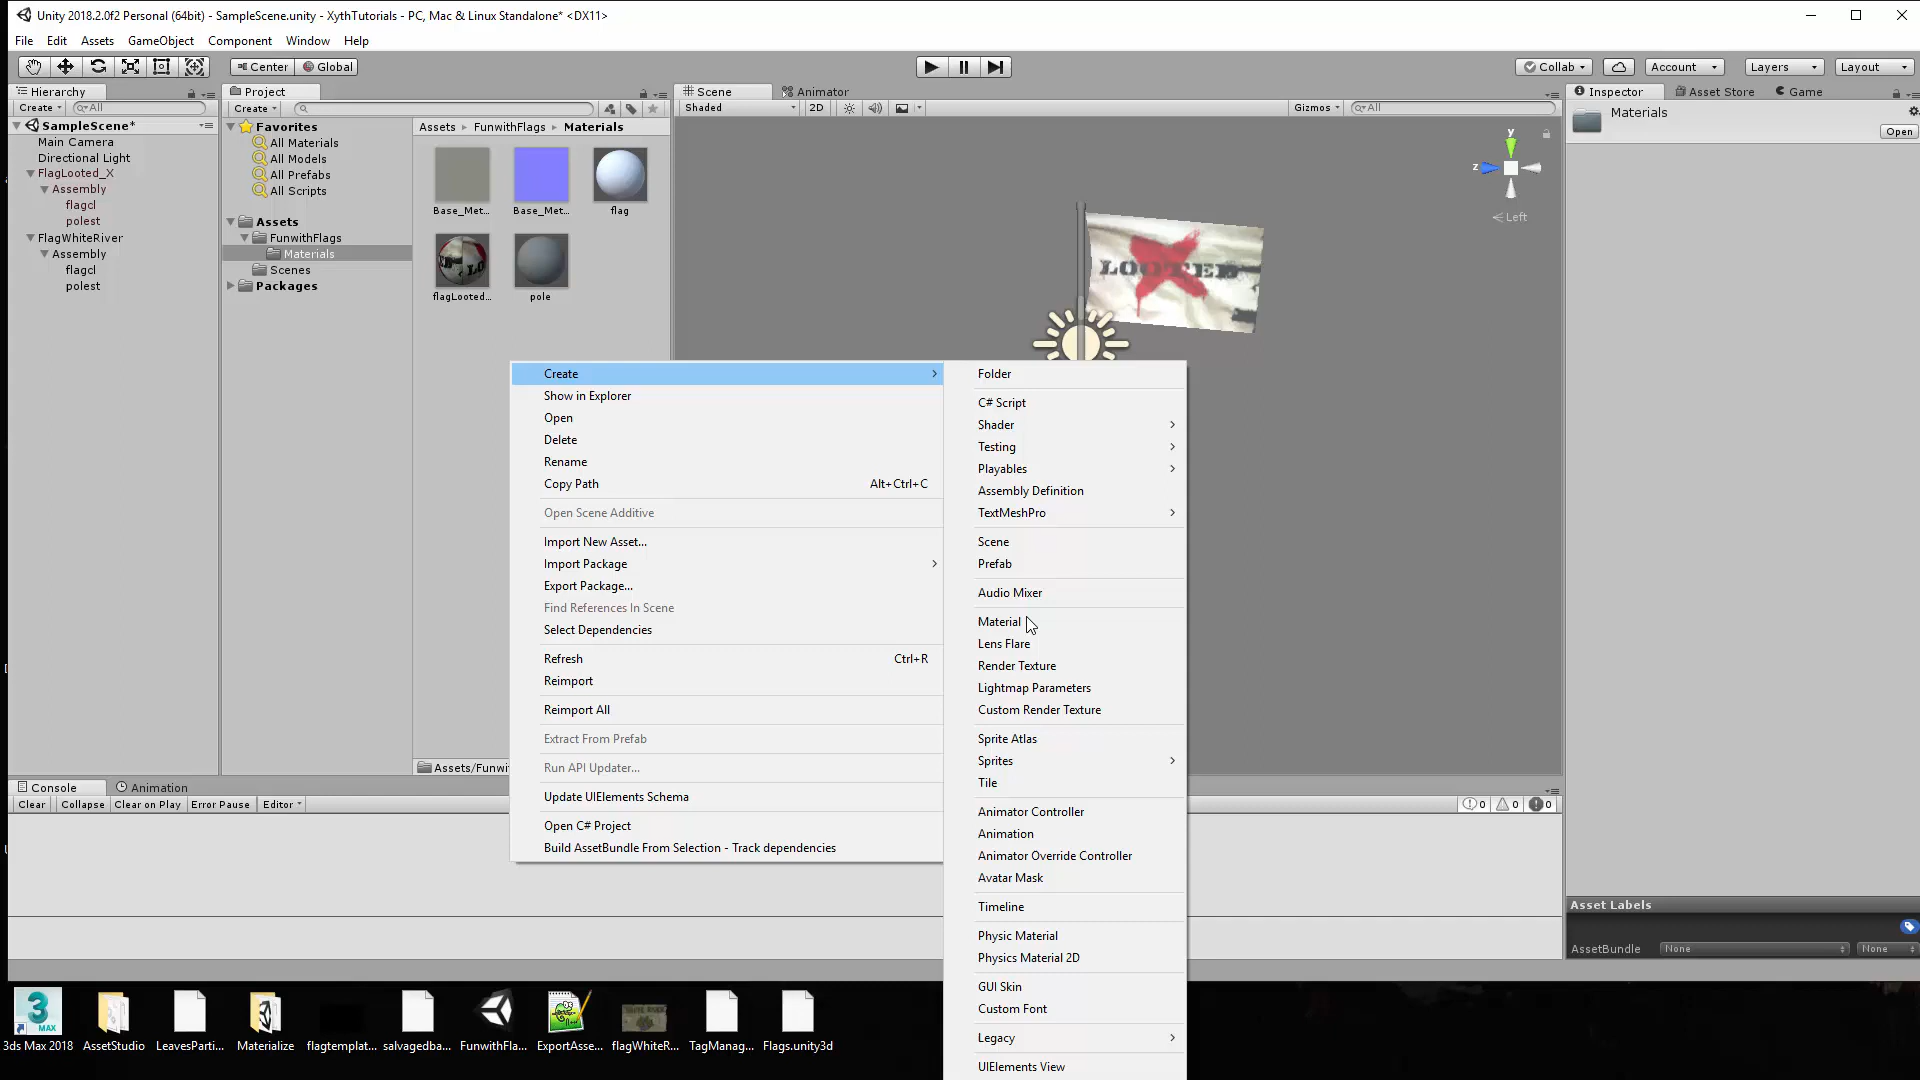 Unity 2018.2.0f2 Personal (64bit) - SampleScene.unity - XythTutorials - PC, Mac & Linux Standalone* <DX11>
File Edit Assets GameObject Component Window Help
Center Global
Collab Account Layers Layout
Hierarchy
Create All
SampleScene*
Main Camera
Directional Light
FlagLooted_X
Assembly
flagcl
polest
FlagWhiteRiver
Assembly
flagcl
polest
Project
Create
Favorites
All Materials
All Models
All Prefabs
All Scripts
Assets
FunwithFlags
Materials
Scenes
Packages
Assets FunwithFlags Materials
Base_Met... Base_Met... flag
flagLooted... pole
Assets/Funwi
Scene Animator
Shaded 2D Gizmos All
y
z
Left
LOOTED
Create
Show in Explorer
Open
Delete
Rename
Copy Path Alt+Ctrl+C
Open Scene Additive
Import New Asset...
Import Package
Export Package...
Find References In Scene
Select Dependencies
Refresh Ctrl+R
Reimport
Reimport All
Extract From Prefab
Run API Updater...
Update UIElements Schema
Open C# Project
Build AssetBundle From Selection - Track dependencies
Folder
C# Script
Shader
Testing
Playables
Assembly Definition
TextMeshPro
Scene
Prefab
Audio Mixer
Material
Lens Flare
Render Texture
Lightmap Parameters
Custom Render Texture
Sprite Atlas
Sprites
Tile
Animator Controller
Animation
Animator Override Controller
Avatar Mask
Timeline
Physic Material
Physics Material 2D
GUI Skin
Custom Font
Legacy
UIElements View
Inspector Asset Store Game
Materials
Open
Asset Labels
AssetBundle None None
Console Animation
Clear Collapse Clear on Play Error Pause Editor
0 0 0
3ds Max 2018 AssetStudio LeavesParti... Materialize flagtemplat... salvagedba... FunwithFla... ExportAsse... flagWhiteR... TagManag... Flags.unity3d